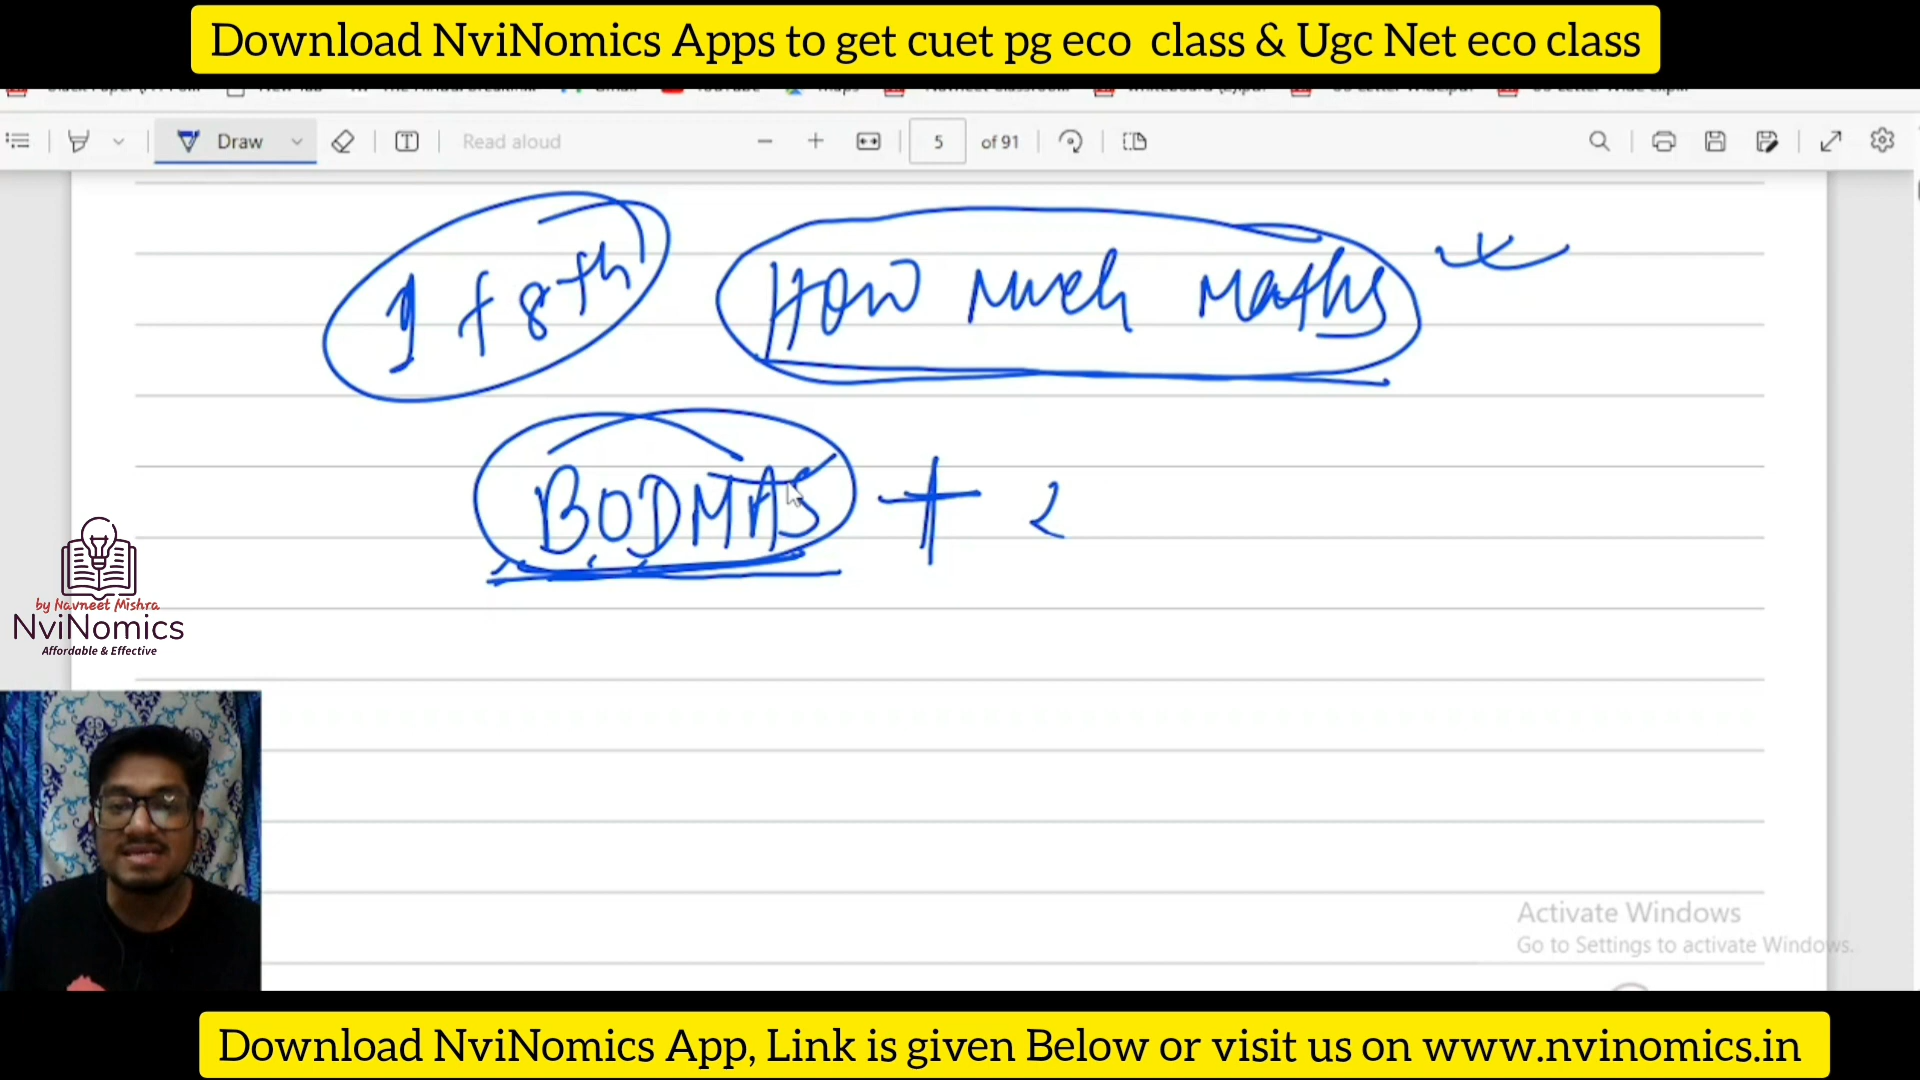 Download NviNomics Apps to get cuet pg eco class & Ugc Net eco class
Draw
Read aloud
5 of 91
8th How Much Maths
BODMAS + 2
by Navneet Mishra
NviNomics
Affordable & Effective
Activate Windows
Go to Settings to activate Windows.
Download NviNomics App, Link is given Below or visit us on www.nvinomics.in